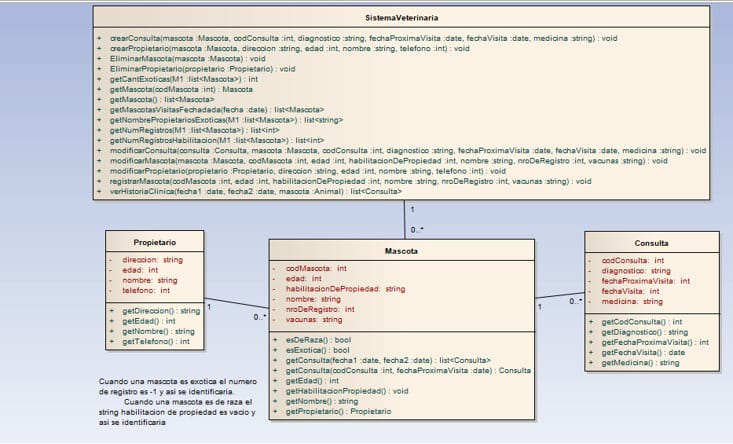 SistemaVeterinaria
+ crearConsulta(mascota :Mascota, codConsulta :int, diagnostico :string, fechaProximaVisita :date, fechaVisita :date, medicina :string) : void
+ crearPropietario(mascota :Mascota, direccion :string, edad :int, nombre :string, telefono :int) : void
+ EliminarMascota(mascota :Mascota) : void
+ EliminarPropietario(propietario :Propietario) : void
+ getCantExoticas(M1 :list<Mascota>) : int
+ getMascota(codMascota :int) : Mascota
+ getMascota() : list<Mascota>
+ getMascotasVisitasFechadada(fecha :date) : list<Mascota>
+ getNombrePropietariosExoticas(M1 :list<Mascota>) : list<string>
+ getNumRegistros(M1 :list<Mascota>) : list<int>
+ getNumRegistrosHabilitacion(M1 :list<Mascota>) : list<int>
+ modificarConsulta(consulta :Consulta, mascota :Mascota, codConsulta :int, diagnostico :string, fechaProximaVisita :date, fechaVisita :date, medicina :string) : void
+ modificarMascota(mascota :Mascota, codMascota :int, edad :int, habilitacionDePropiedad :int, nombre :string, nroDeRegistro :int, vacunas :string) : void
+ modificarPropietario(propietario :Propietario, direccion :string, edad :int, nombre :string, telefono :int) : void
+ registrarMascota(codMascota :int, edad :int, habilitacionDePropiedad :int, nombre :string, nroDeRegistro :int, vacunas :string) : void
+ verHistoriaClinica(fecha1 :date, fecha2 :date, mascota :Animal) : list<Consulta>
1
0..*
Propietario
- direccion: string
- edad: int
- nombre: string
- telefono: int
+ getDireccion() : string
+ getEdad() : int
+ getNombre() : string
+ getTelefono() : int
1
0..*
Mascota
- codMascota: int
- edad: int
- habilitacionDePropiedad: string
- nombre: string
- nroDeRegistro: int
- vacunas: string
+ esDeRaza() : bool
+ esExotica() : bool
+ getConsulta(fecha1 :date, fecha2 :date) : list<Consulta>
+ getConsulta(codConsulta :int, fechaProximaVisita :date) : Consulta
+ getEdad() : int
+ getHabilitacionPropiedad() : void
+ getNombre() : string
+ getPropietario() : Propietario
1
0..*
Consulta
- codConsulta: int
- diagnostico: string
- fechaProximaVisita: int
- fechaVisita: int
- medicina: string
+ getCodConsulta() : int
+ getDiagnostico() : string
+ getFechaProximaVisita() : int
+ getFechaVisita() : date
+ getMedicina() : string
Cuando una mascota es exotica el numero
de registro es -1 y asi se identificaria.
Cuando una mascota es de raza el
string habilitacion de propiedad es vacio y
asi se identificaria